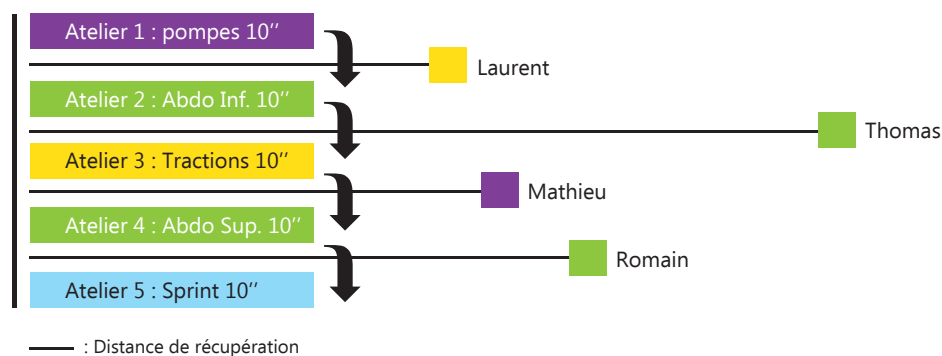 Atelier 1 : pompes 10’’
Laurent
Atelier 2 : Abdo Inf. 10’’
Thomas
Atelier 3 : Tractions 10’’
Mathieu
Atelier 4 : Abdo Sup. 10’’
Romain
Atelier 5 : Sprint 10’’
: Distance de récupération